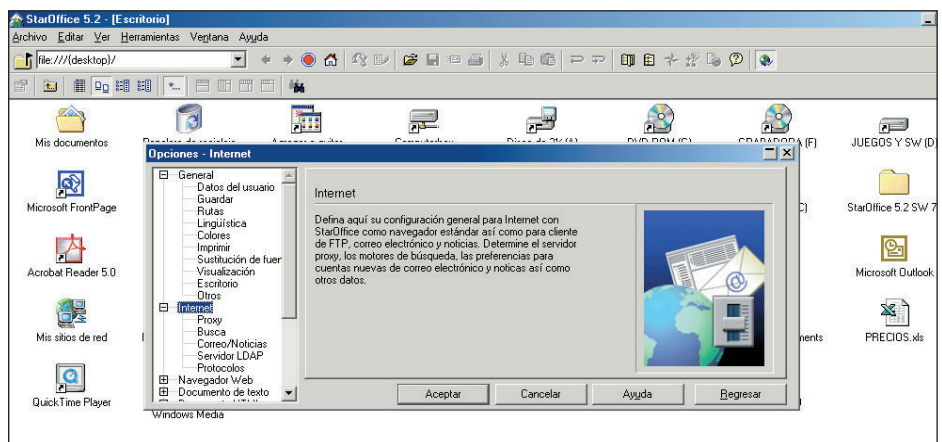 StarOffice 5.2 - [Escritorio]
Archivo Editar Ver Herramientas Ventana Ayuda
file:///(desktop)/
Mis documentos
JUEGOS Y SW (D)
Opciones - Internet
General
Datos del usuario
Guardar
Rutas
Lingüística
Colores
Imprimir
Sustitución de fuer
Visualización
Escritorio
Otros
Internet
Proxy
Busca
Correo/Noticias
Servidor LDAP
Protocolos
Navegador Web
Documento de texto
Internet
Defina aquí su configuración general para Internet con
StarOffice como navegador estándar así como para cliente
de FTP, correo electrónico y noticias. Determine el servidor
proxy, los motores de búsqueda, las preferencias para
cuentas nuevas de correo electrónico y noticas así como
otros datos.
Aceptar
Cancelar
Ayuda
Regresar
Microsoft FrontPage
StarOffice 5.2 SW 7
Acrobat Reader 5.0
Microsoft Outlook
Mis sitios de red
PRECIOS.xls
QuickTime Player
Windows Media